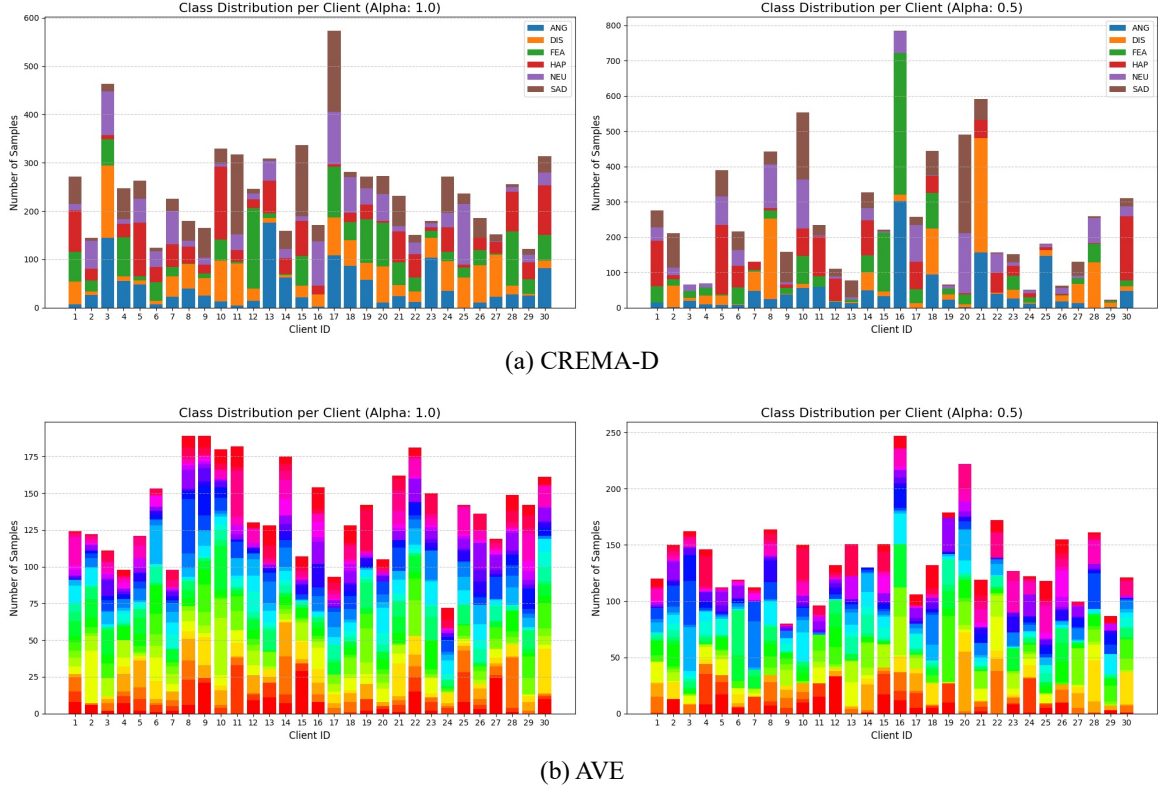 Class Distribution per Client (Alpha: 1.0)
Number of Samples
600
500
400
300
200
100
0
ANG
DIS
FEA
HAP
NEU
SAD
1 2 3 4 5 6 7 8 9 10 11 12 13 14 15 16 17 18 19 20 21 22 23 24 25 26 27 28 29 30
Client ID
Class Distribution per Client (Alpha: 0.5)
Number of Samples
800
700
600
500
400
300
200
100
0
ANG
DIS
FEA
HAP
NEU
SAD
1 2 3 4 5 6 7 8 9 10 11 12 13 14 15 16 17 18 19 20 21 22 23 24 25 26 27 28 29 30
Client ID
(a) CREMA-D
Class Distribution per Client (Alpha: 1.0)
Number of Samples
175
150
125
100
75
50
25
0
1 2 3 4 5 6 7 8 9 10 11 12 13 14 15 16 17 18 19 20 21 22 23 24 25 26 27 28 29 30
Client ID
Class Distribution per Client (Alpha: 0.5)
Number of Samples
250
200
150
100
50
0
1 2 3 4 5 6 7 8 9 10 11 12 13 14 15 16 17 18 19 20 21 22 23 24 25 26 27 28 29 30
Client ID
(b) AVE